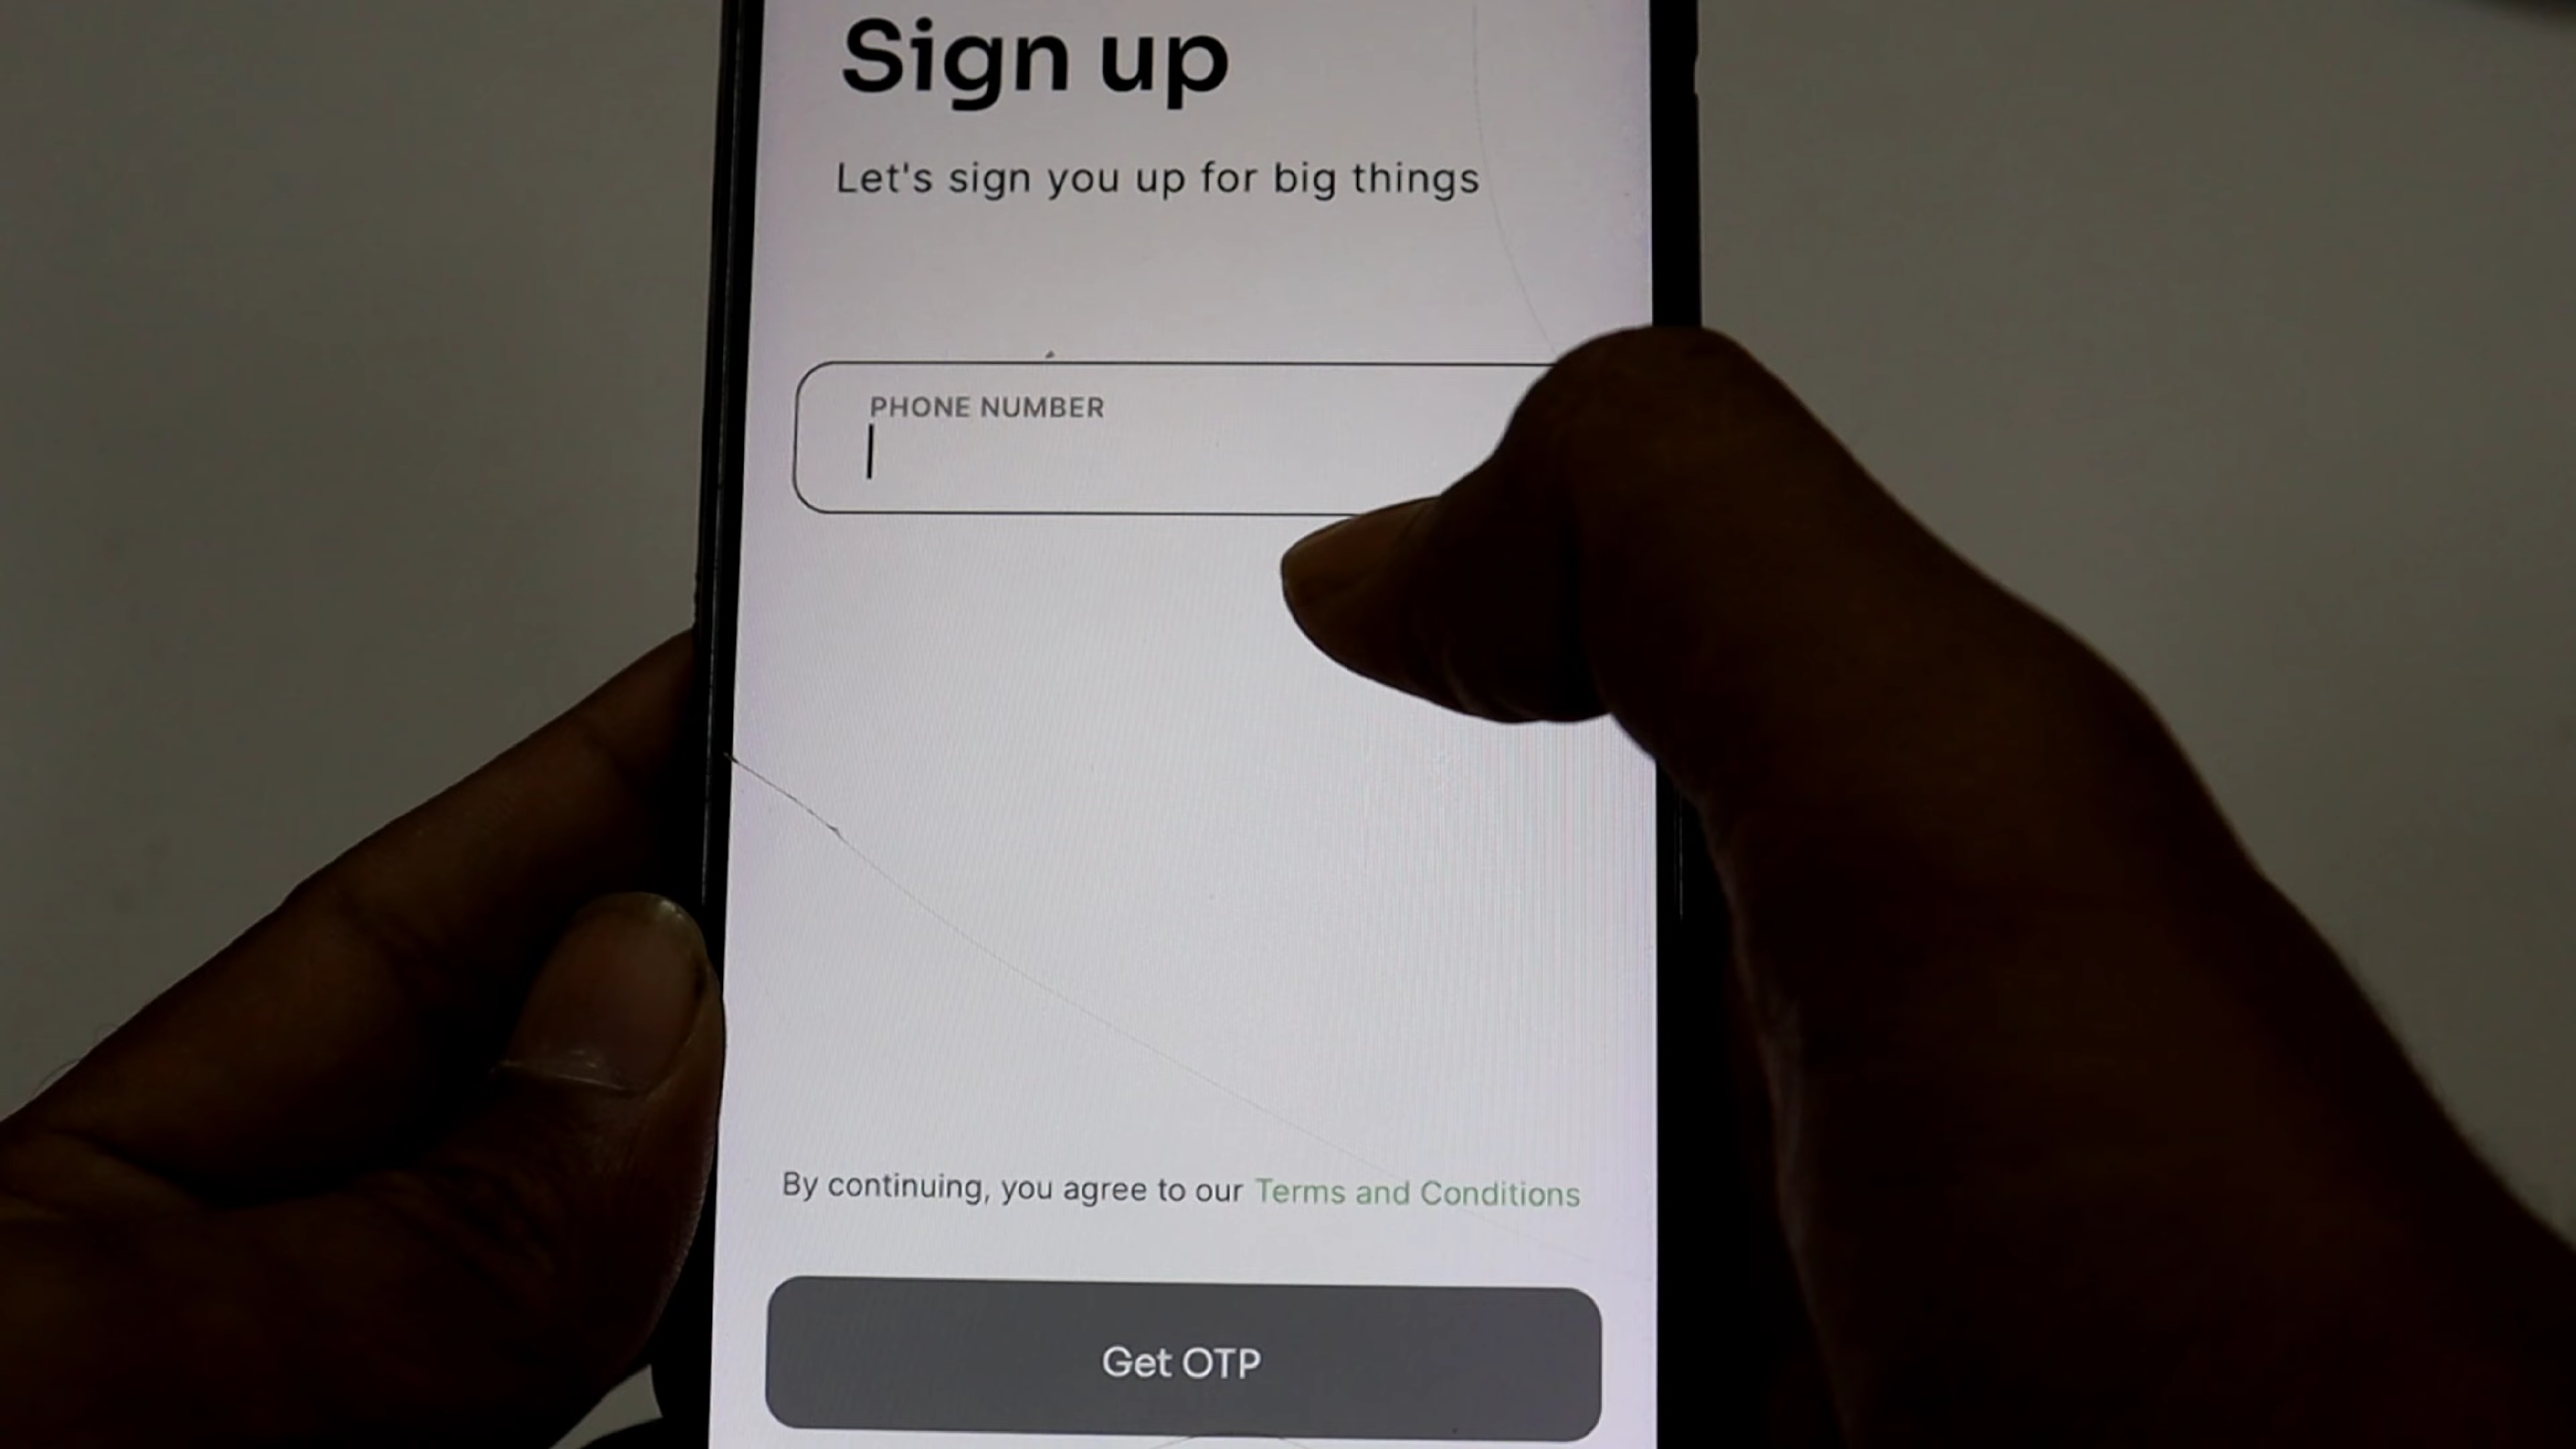 Sign up
Let's sign you up for big things
PHONE NUMBER
By continuing, you agree to our Terms and Conditions
Get OTP